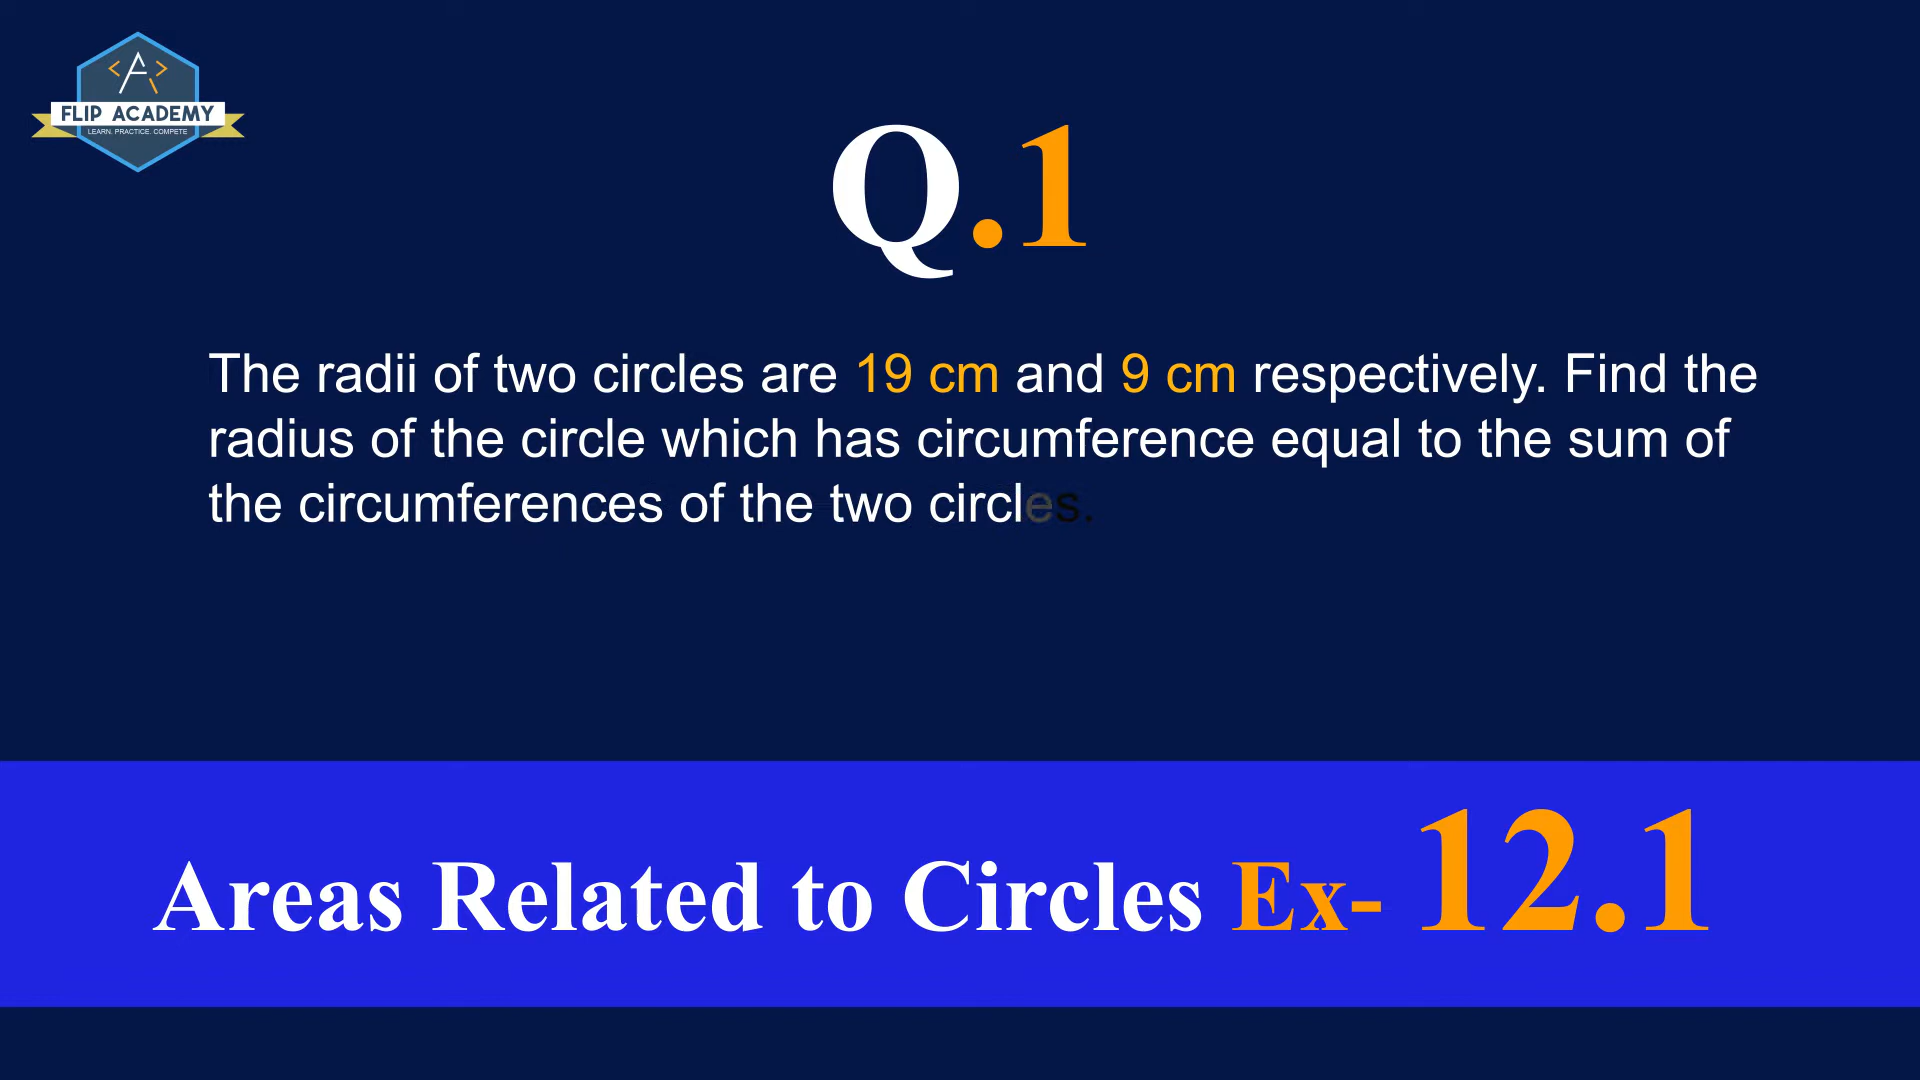 FLIP ACADEMY
LEARN. PRACTICE. COMPETE
Q.1
The radii of two circles are 19 cm and 9 cm respectively. Find the
radius of the circle which has circumference equal to the sum of
the circumferences of the two circles.
Areas Related to Circles Ex- 12.1